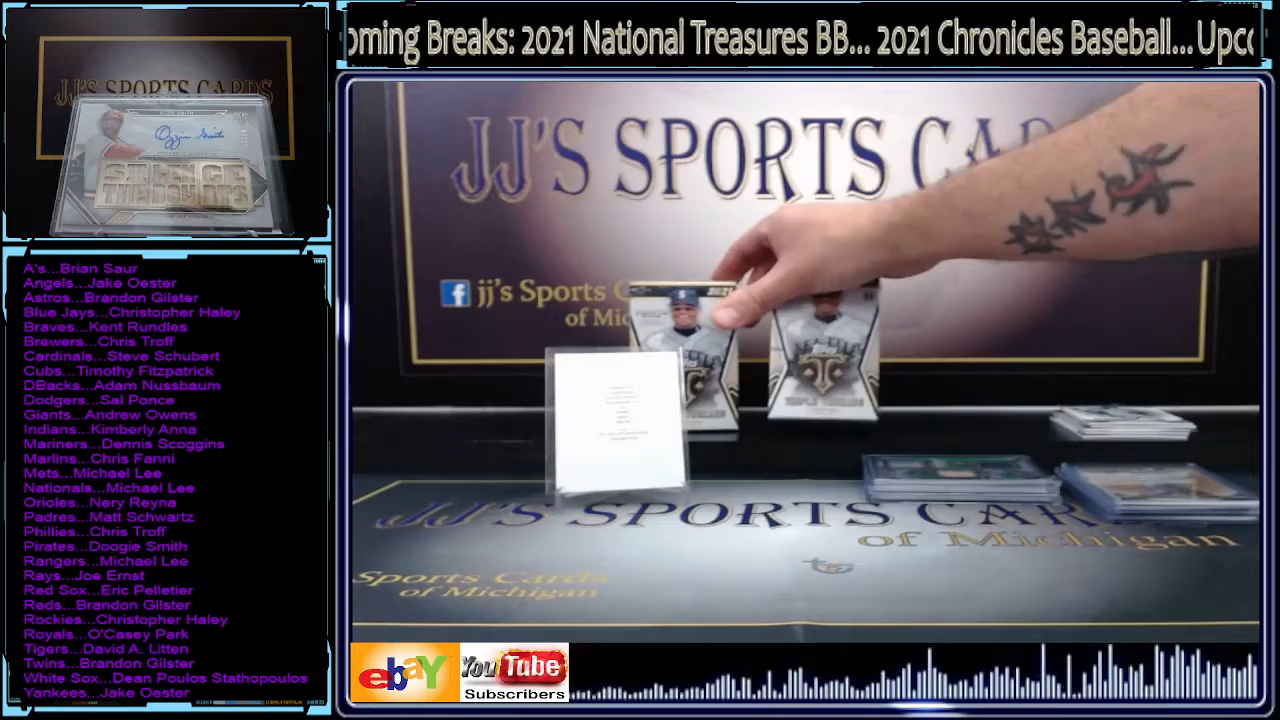 oming Breaks: 2021 National Treasures BB... 2021 Chronicles Baseball... Upco
JJ'S SPORTS CARDS
Ozzie Smith
SILENCE
THE DOUBTERS
JJ'S SPORTS CAR
jj's Sports C
of Mic
2021
JJ'S SPORTS CAR
of Michigan
Sports Cards
of Michigan
A's...Brian Saur
Angels...Jake Oester
Astros...Brandon Gilster
Blue Jays...Christopher Haley
Braves...Kent Rundles
Brewers...Chris Troff
Cardinals...Steve Schubert
Cubs...Timothy Fitzpatrick
DBacks...Adam Nussbaum
Dodgers...Sal Ponce
Giants...Andrew Owens
Indians...Kimberly Anna
Mariners...Dennis Scoggins
Marlins...Chris Fanni
Mets...Michael Lee
Nationals...Michael Lee
Orioles...Nery Reyna
Padres...Matt Schwartz
Phillies...Chris Troff
Pirates...Doogie Smith
Rangers...Michael Lee
Rays...Joe Ernst
Red Sox...Eric Pelletier
Reds...Brandon Gilster
Rockies...Christopher Haley
Royals...O'Casey Park
Tigers...David A. Litten
Twins...Brandon Gilster
White Sox...Dean Poulos Stathopoulos
Yankees...Jake Oester
ebaY
YouTube
Subscribers